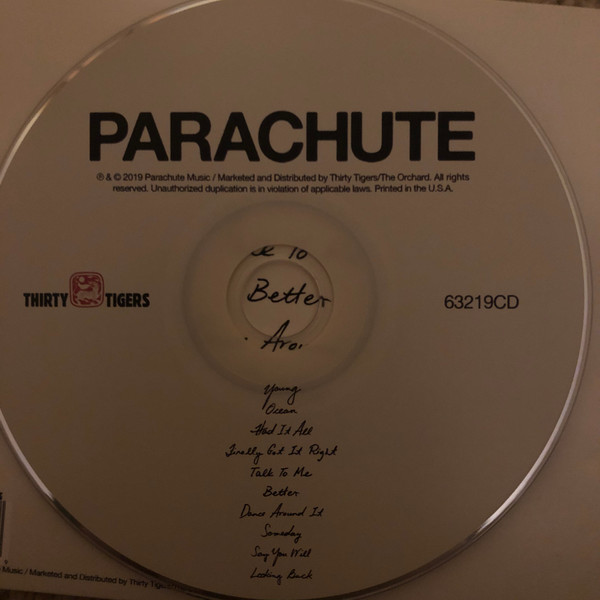 PARACHUTE
℗ & © 2019 Parachute Music / Marketed and Distributed by Thirty Tigers/The Orchard. All rights
reserved. Unauthorized duplication is in violation of applicable laws. Printed in the U.S.A.
To
Better
THIRTY TIGERS
63219CD
Young
Ocean
Had It All
Finally Got It Right
Talk To Me
Better
Dance Around It
Someday
Say You Will
Looking Back
Music / Marketed and Distributed by Thirty